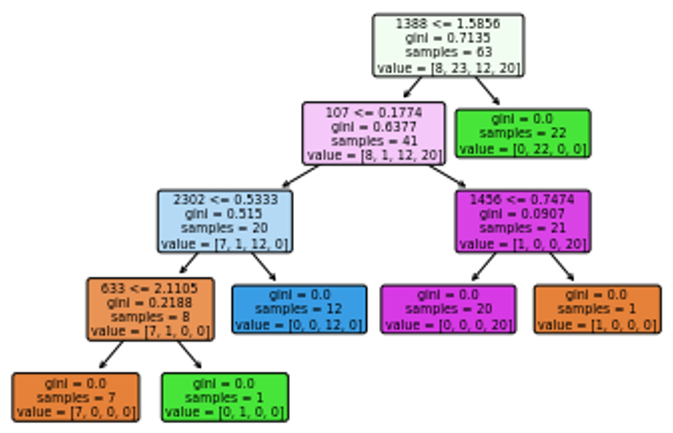 1388 <= 1.5856
gini = 0.7135
samples = 63
value = [8, 23, 12, 20]
107 <= 0.1774
gini = 0.6377
samples = 41
value = [8, 1, 12, 20]
gini = 0.0
samples = 22
value = [0, 22, 0, 0]
2302 <= 0.5333
gini = 0.515
samples = 20
value = [7, 1, 12, 0]
1456 <= 0.7474
gini = 0.0907
samples = 21
value = [1, 0, 0, 20]
633 <= 2.1105
gini = 0.2188
samples = 8
value = [7, 1, 0, 0]
gini = 0.0
samples = 12
value = [0, 0, 12, 0]
gini = 0.0
samples = 20
value = [0, 0, 0, 20]
gini = 0.0
samples = 1
value = [1, 0, 0, 0]
gini = 0.0
samples = 7
value = [7, 0, 0, 0]
gini = 0.0
samples = 1
value = [0, 1, 0, 0]